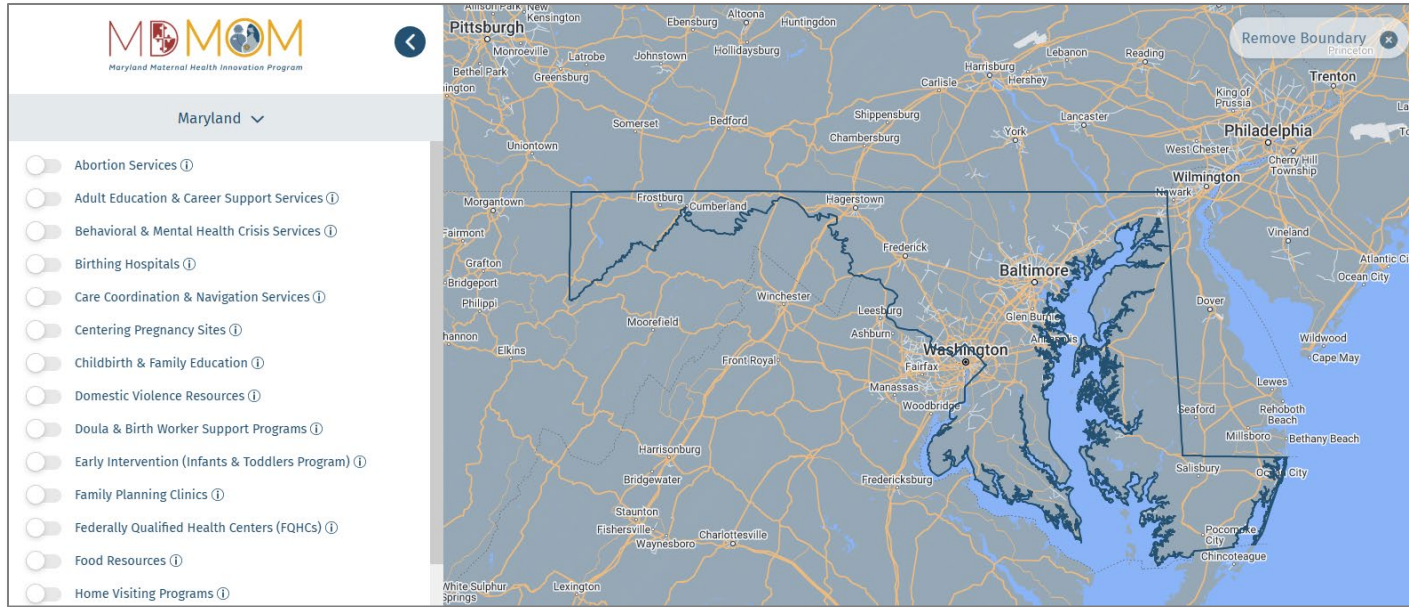 MDMOM
Maryland Maternal Health Innovation Program
Maryland
Abortion Services
Adult Education & Career Support Services
Behavioral & Mental Health Crisis Services
Birthing Hospitals
Care Coordination & Navigation Services
Centering Pregnancy Sites
Childbirth & Family Education
Domestic Violence Resources
Doula & Birth Worker Support Programs
Early Intervention (Infants & Toddlers Program)
Family Planning Clinics
Federally Qualified Health Centers (FQHCs)
Food Resources
Home Visiting Programs
Remove Boundary
Kensington
Ebensburg
Altoona
Huntingdon
Pittsburgh
Monroeville
Latrobe
Johnstown
Hollidaysburg
Lebanon
Reading
Princeton
Bethel Park
Greensburg
Harrisburg
Hershey
Carlisle
Trenton
King of
Prussia
Somerset
Bedford
Shippensburg
Lancaster
Chambersburg
York
Philadelphia
Uniontown
West Chester
Cherry Hill
Township
Wilmington
Newark
Morgantown
Frostburg
Cumberland
Hagerstown
Fairmont
Vineland
Frederick
Grafton
Bridgeport
Philippi
Baltimore
Atlantic
Ocean City
Winchester
Dover
Leesburg
Glen Burnie
Moorefield
Ashburn
Annapolis
Wildwood
Elkins
Washington
Front Royal
Fairfax
Cape May
Manassas
Woodbridge
Lewes
Seaford
Rehoboth
Beach
Millsboro
Bethany Beach
Harrisonburg
Salisbury
Ocean City
Bridgewater
Fredericksburg
Staunton
Fishersville
Waynesboro
Charlottesville
Pocomoke
City
Chincoteague
White Sulphur
Springs
Lexington